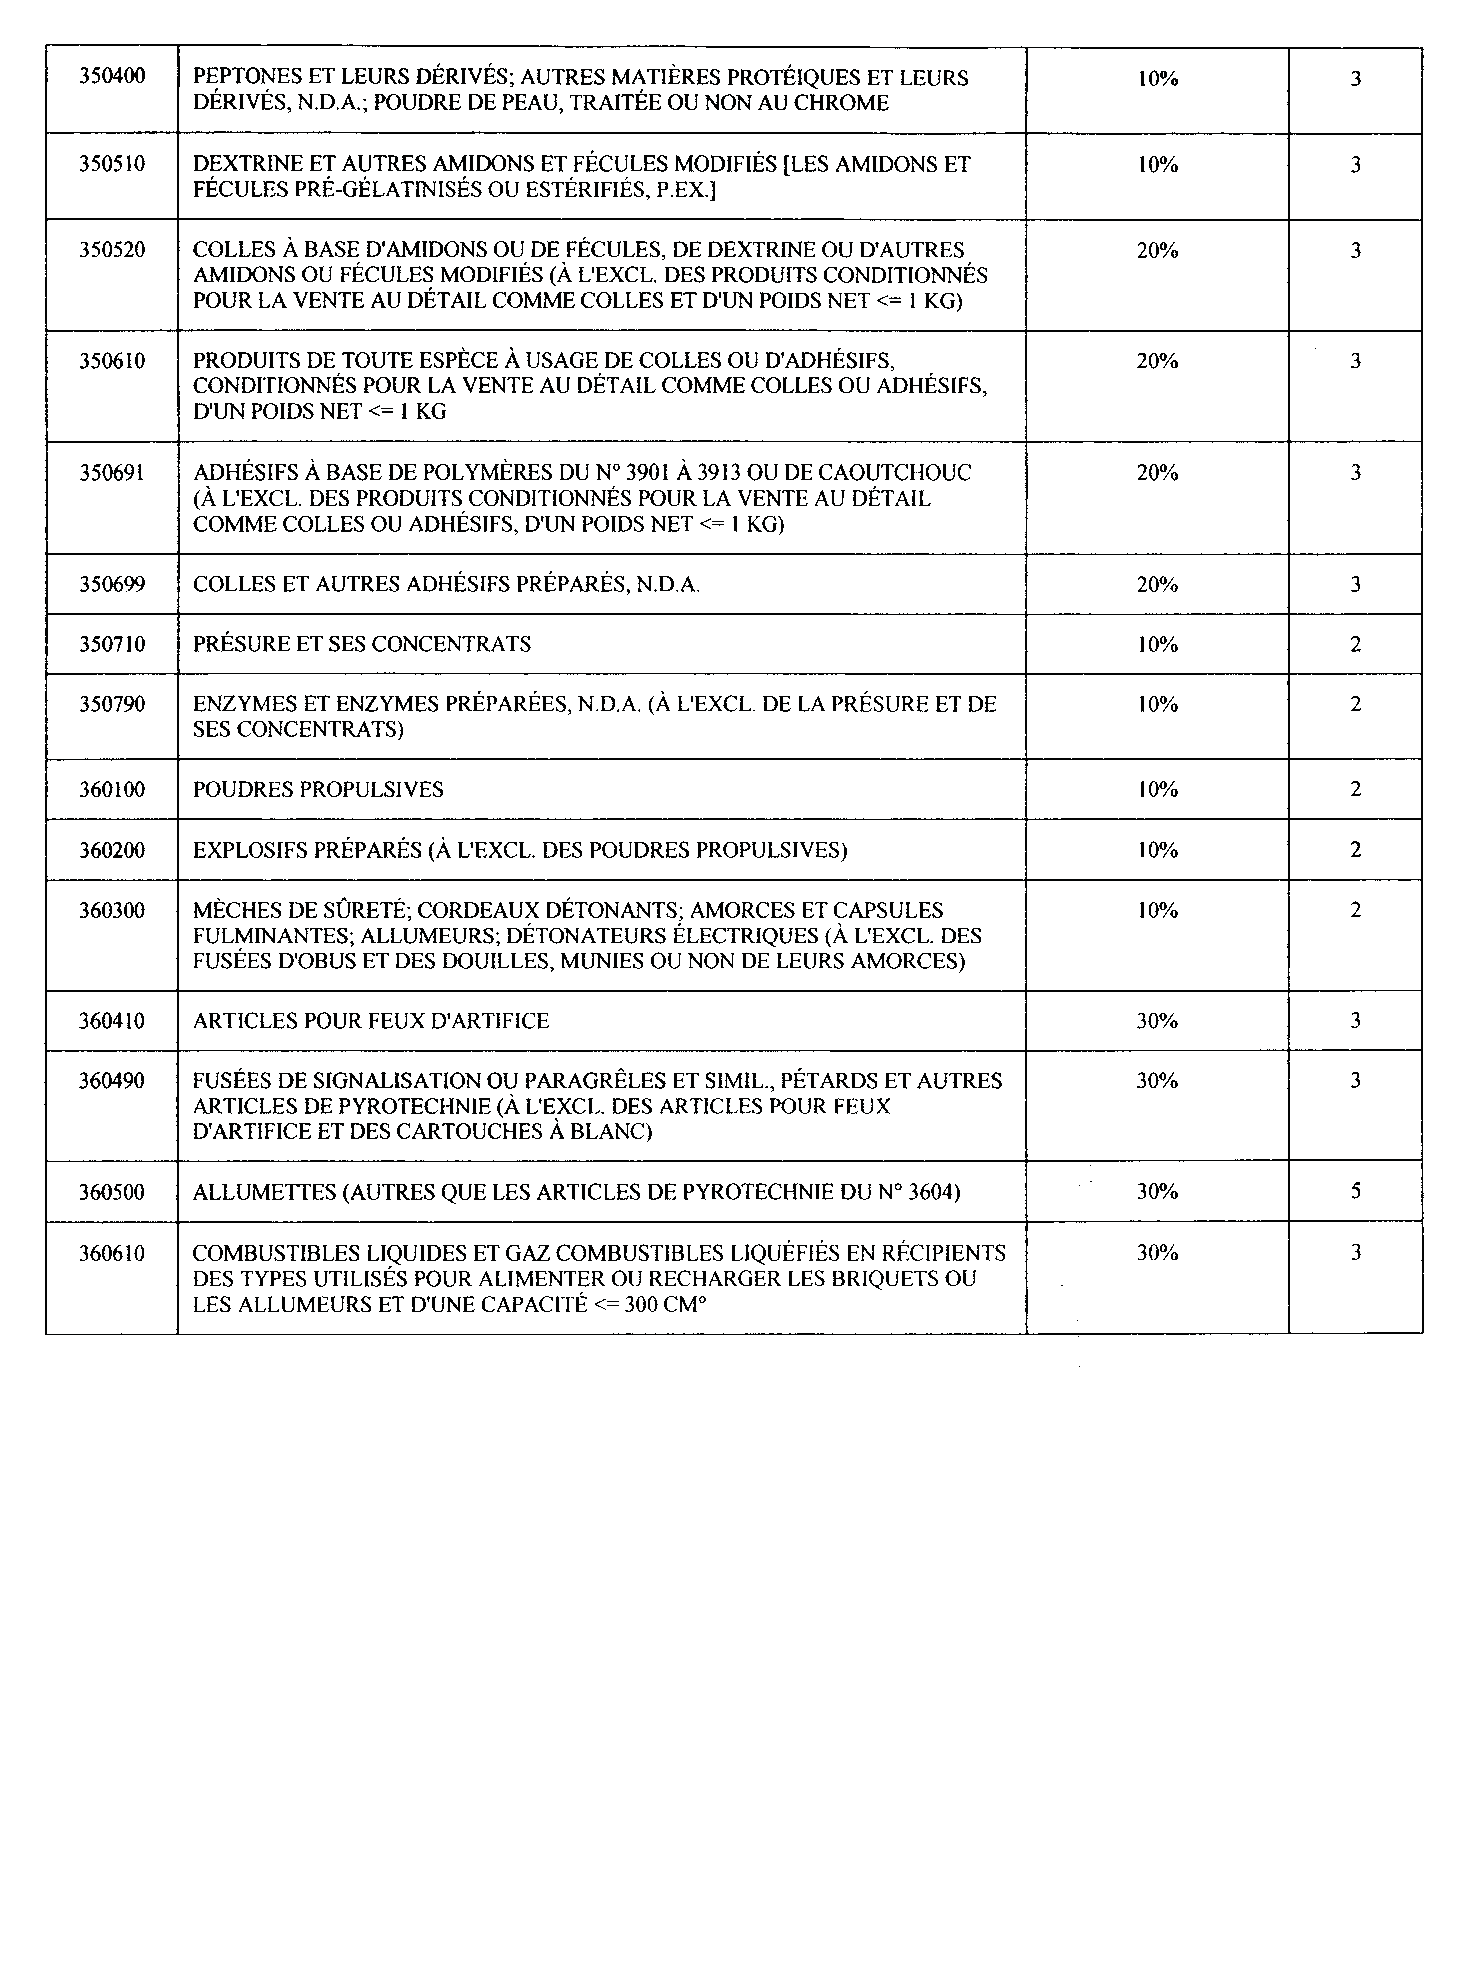 350400 PEPTONES ET LEURS DÉRIVÉS; AUTRES MATIÈRES PROTÉIQUES ET LEURS 10% 3
DÉRIVÉS, N.D.A.; POUDRE DE PEAU, TRAITÉE OU NON AU CHROME
350510 DEXTRINE ET AUTRES AMIDONS ET FÉCULES MODIFIÉS [LES AMIDONS ET 10% 3
FÉCULES PRÉ-GÉLATINISÉS OU ESTÉRIFIÉS, P.EX.]
350520 COLLES À BASE D'AMIDONS OU DE FÉCULES, DE DEXTRINE OU D'AUTRES 20% 3
AMIDONS OU FÉCULES MODIFIÉS (À L'EXCL. DES PRODUITS CONDITIONNÉS
POUR LA VENTE AU DÉTAIL COMME COLLES ET D'UN POIDS NET <= 1 KG)
350610 PRODUITS DE TOUTE ESPÈCE À USAGE DE COLLES OU D'ADHÉSIFS, 20% 3
CONDITIONNÉS POUR LA VENTE AU DÉTAIL COMME COLLES OU ADHÉSIFS,
D'UN POIDS NET <= 1 KG
350691 ADHÉSIFS À BASE DE POLYMÈRES DU N° 3901 À 3913 OU DE CAOUTCHOUC 20% 3
(À L'EXCL. DES PRODUITS CONDITIONNÉS POUR LA VENTE AU DÉTAIL
COMME COLLES OU ADHÉSIFS, D'UN POIDS NET <= 1 KG)
350699 COLLES ET AUTRES ADHÉSIFS PRÉPARÉS, N.D.A. 20% 3
350710 PRÉSURE ET SES CONCENTRATS 10% 2
350790 ENZYMES ET ENZYMES PRÉPARÉES, N.D.A. (À L'EXCL. DE LA PRÉSURE ET DE 10% 2
SES CONCENTRATS)
360100 POUDRES PROPULSIVES 10% 2
360200 EXPLOSIFS PRÉPARÉS (À L'EXCL. DES POUDRES PROPULSIVES) 10% 2
360300 MÈCHES DE SÛRETÉ; CORDEAUX DÉTONANTS; AMORCES ET CAPSULES 10% 2
FULMINANTES; ALLUMEURS; DÉTONATEURS ÉLECTRIQUES (À L'EXCL. DES
FUSÉES D'OBUS ET DES DOUILLES, MUNIES OU NON DE LEURS AMORCES)
360410 ARTICLES POUR FEUX D'ARTIFICE 30% 3
360490 FUSÉES DE SIGNALISATION OU PARAGRÊLES ET SIMIL., PÉTARDS ET AUTRES 30% 3
ARTICLES DE PYROTECHNIE (À L'EXCL. DES ARTICLES POUR FEUX
D'ARTIFICE ET DES CARTOUCHES À BLANC)
360500 ALLUMETTES (AUTRES QUE LES ARTICLES DE PYROTECHNIE DU N° 3604) 30% 5
360610 COMBUSTIBLES LIQUIDES ET GAZ COMBUSTIBLES LIQUÉFIÉS EN RÉCIPIENTS 30% 3
DES TYPES UTILISÉS POUR ALIMENTER OU RECHARGER LES BRIQUETS OU
LES ALLUMEURS ET D'UNE CAPACITÉ <= 300 CM°